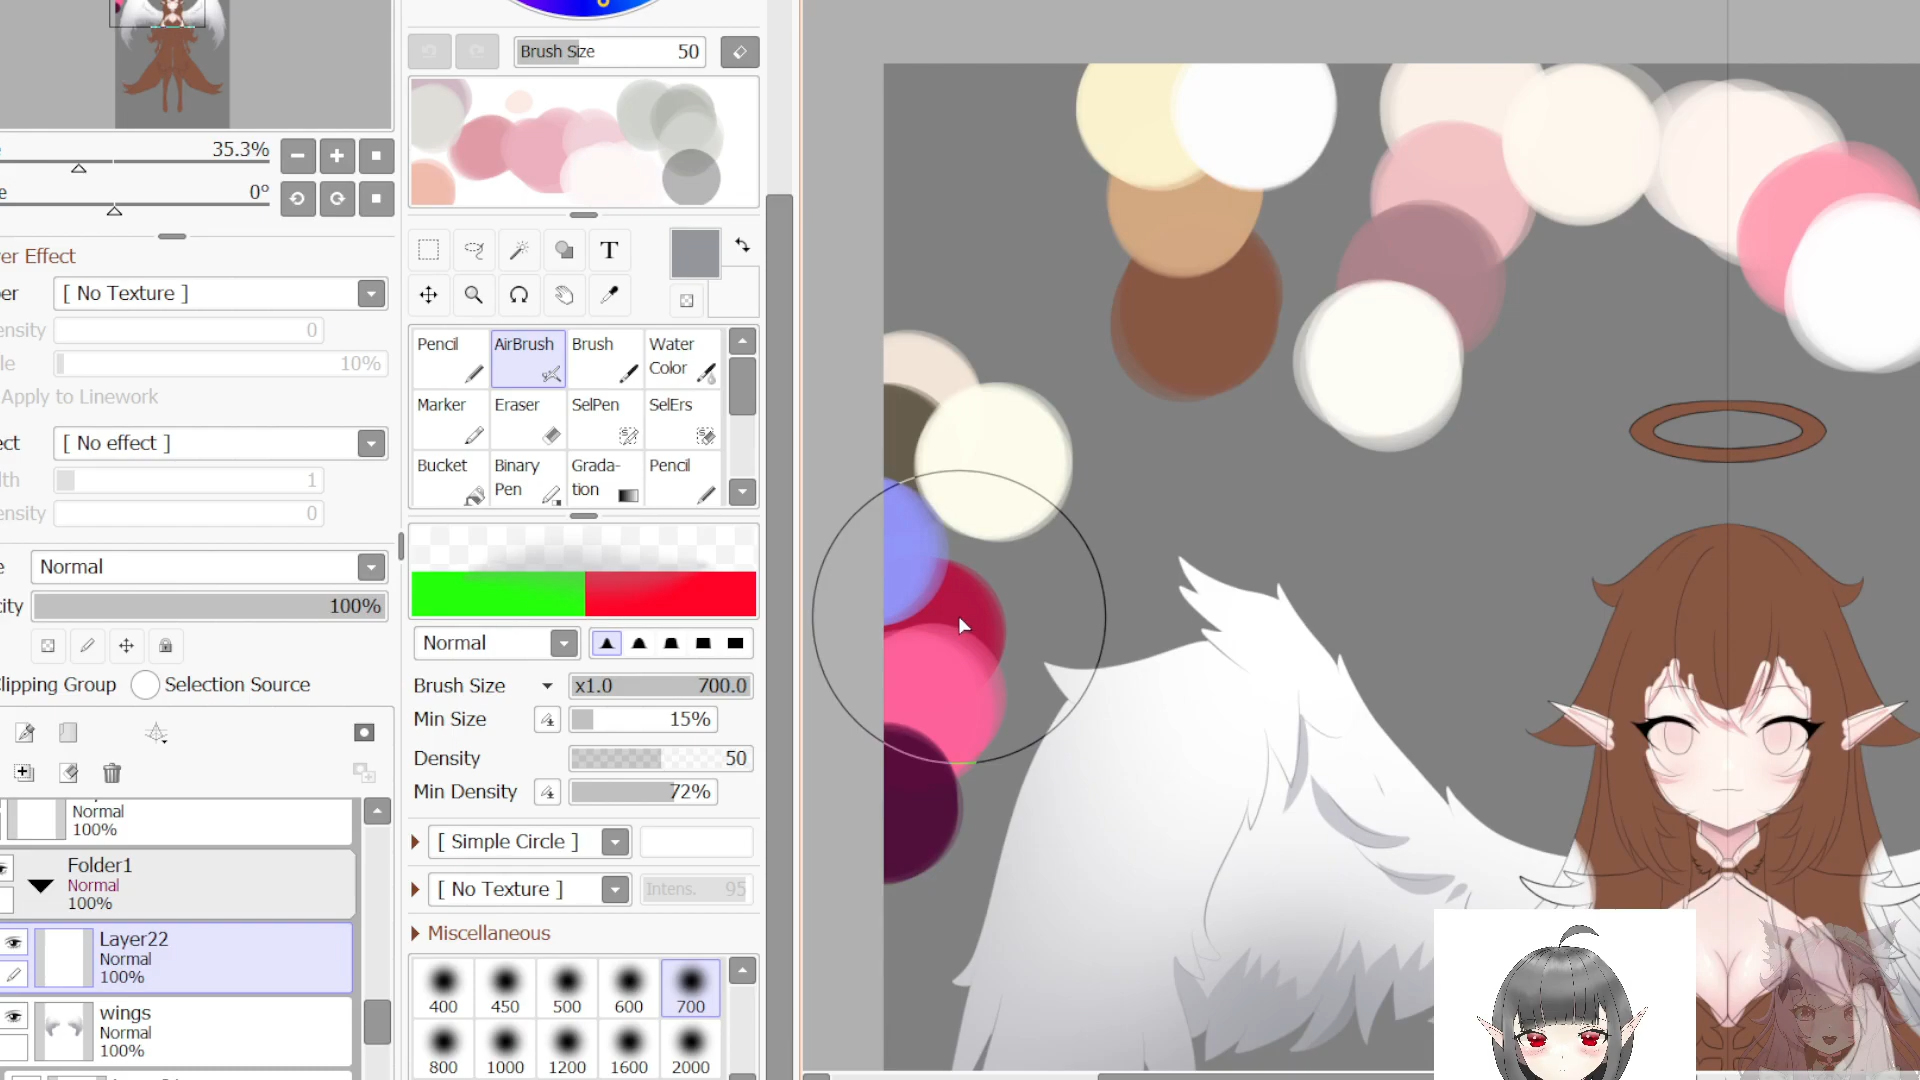 Brush Size 50
35.3%
0°
er Effect
er [ No Texture ]
ensity 0
le 10%
Apply to Linework
ect [ No effect ]
dth 1
ensity 0
e Normal
city 100%
lipping Group Selection Source
Normal
100%
Folder1
Normal
100%
Layer22
Normal
100%
wings
Normal
100%
T
Pencil AirBrush Brush Water Color
Marker Eraser SelPen SelErs
Bucket Binary Pen Grada-tion Pencil
Normal
Brush Size x1.0 700.0
Min Size 15%
Density 50
Min Density 72%
[ Simple Circle ]
[ No Texture ] Intens. 95
Miscellaneous
400 450 500 600 700
800 1000 1200 1600 2000